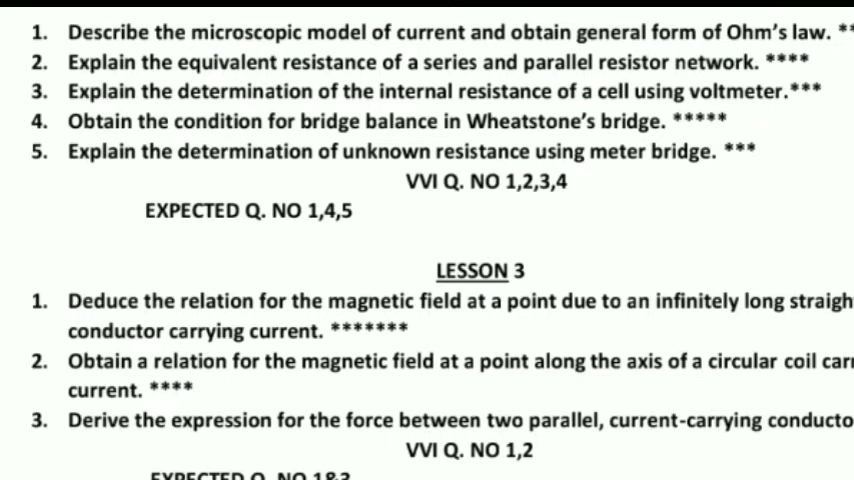 1. Describe the microscopic model of current and obtain general form of Ohm's law. **
2. Explain the equivalent resistance of a series and parallel resistor network. ****
3. Explain the determination of the internal resistance of a cell using voltmeter.***
4. Obtain the condition for bridge balance in Wheatstone's bridge. *****
5. Explain the determination of unknown resistance using meter bridge. ***
VVI Q. NO 1,2,3,4
EXPECTED Q. NO 1,4,5
LESSON 3
1. Deduce the relation for the magnetic field at a point due to an infinitely long straigh
conductor carrying current. *******
2. Obtain a relation for the magnetic field at a point along the axis of a circular coil carr
current. ****
3. Derive the expression for the force between two parallel, current-carrying conducto
VVI Q. NO 1,2
EXPECTED Q. NO 1&